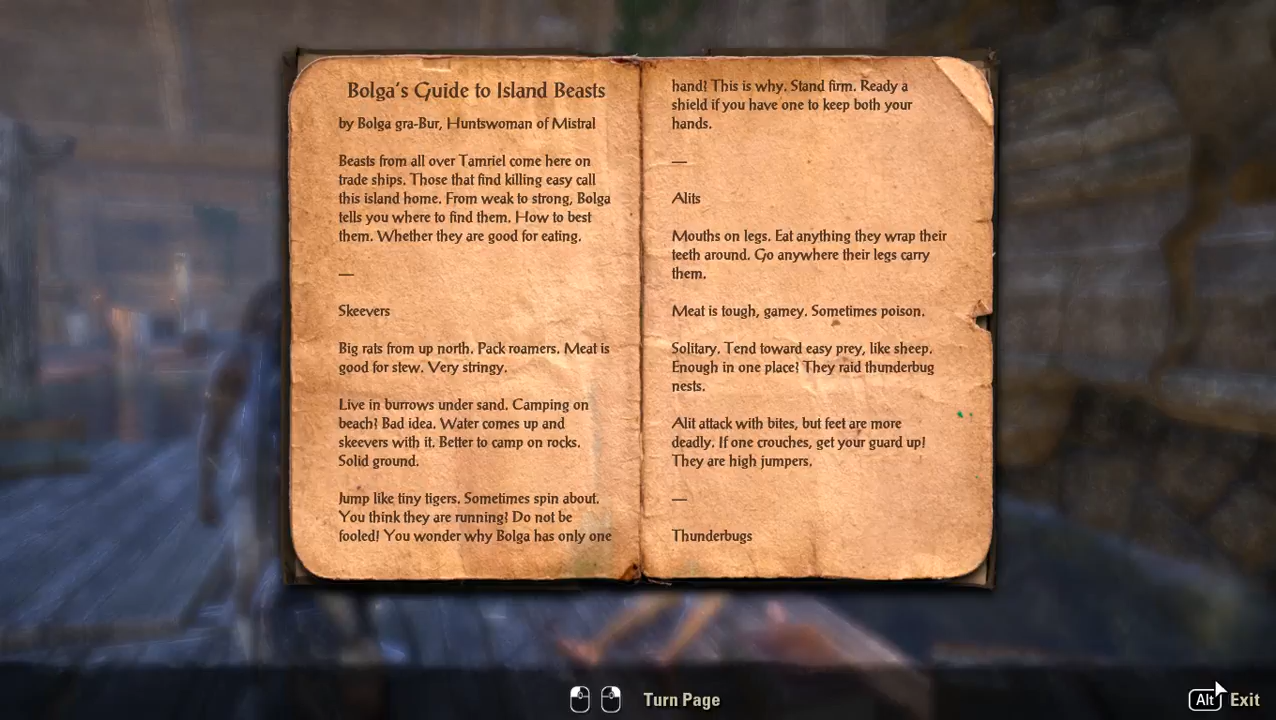 Bolga's Guide to Island Beasts
by Bolga gra-Bur, Huntswoman of Mistral
Beasts from all over Tamriel come here on
trade ships. Those that find killing easy call
this island home. From weak to strong, Bolga
tells you where to find them. How to best
them. Whether they are good for eating.
—
Skeevers
Big rats from up north. Pack roamers. Meat is
good for stew. Very stringy.
Live in burrows under sand. Camping on
beach? Bad idea. Water comes up and
skeevers with it. Better to camp on rocks.
Solid ground.
Jump like tiny tigers. Sometimes spin about.
You think they are running? Do not be
fooled! You wonder why Bolga has only one
hand? This is why. Stand firm. Ready a
shield if you have one to keep both your
hands.
—
Alits
Mouths on legs. Eat anything they wrap their
teeth around. Go anywhere their legs carry
them.
Meat is tough, gamey. Sometimes poison.
Solitary. Tend toward easy prey, like sheep.
Enough in one place? They raid thunderbug
nests.
Alit attack with bites, but feet are more
deadly. If one crouches, get your guard up!
They are high jumpers.
—
Thunderbugs
Turn Page
Alt Exit